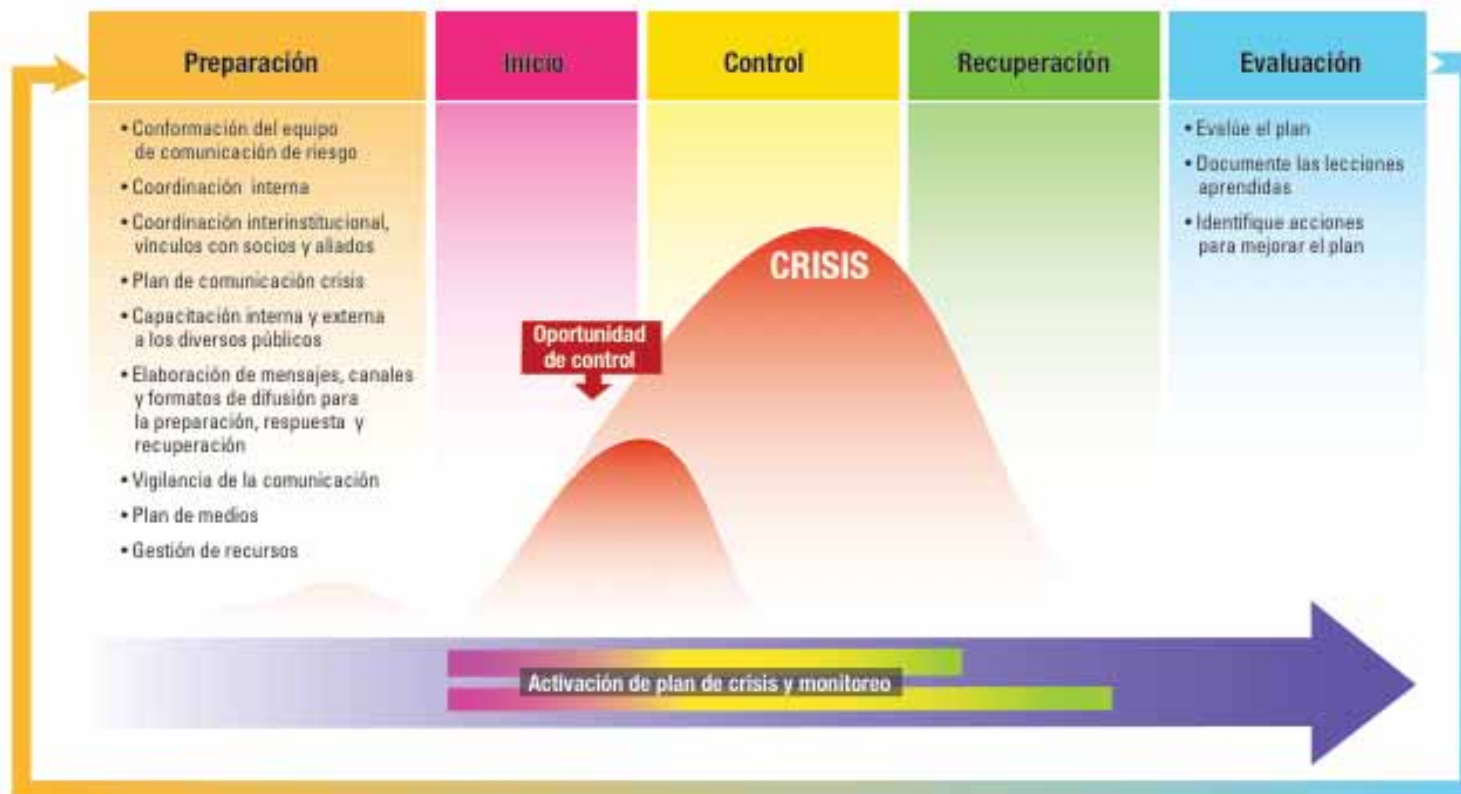 Preparación
Inicio
Control
Recuperación
Evaluación
• Conformación del equipo
de comunicación de riesgo
• Coordinación interna
• Coordinación interinstitucional,
vínculos con socios y aliados
• Plan de comunicación crisis
• Capacitación interna y externa
a los diversos públicos
• Elaboración de mensajes, canales
y formatos de difusión para
la preparación, respuesta y
recuperación
• Vigilancia de la comunicación
• Plan de medios
• Gestión de recursos
Oportunidad
de control
CRISIS
• Evalúe el plan
• Documente las lecciones
aprendidas
• Identifique acciones
para mejorar el plan
Activación de plan de crisis y monitoreo